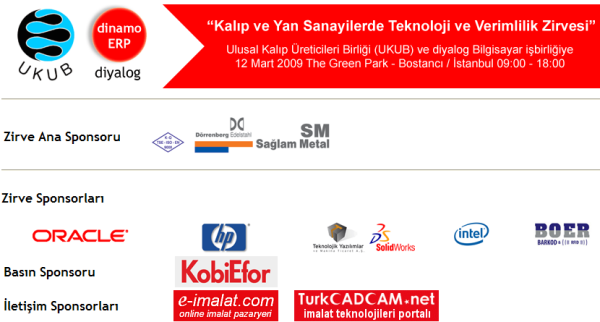 dinamo
ERP
UKUB
diyalog
“Kalıp ve Yan Sanayilerde Teknoloji ve Verimlilik Zirvesi”
Ulusal Kalıp Üreticileri Birliği (UKUB) ve diyalog Bilgisayar işbirliğiye
12 Mart 2009 The Green Park - Bostancı / İstanbul 09:00 - 18:00
Zirve Ana Sponsoru
Dörrenberg Edelstahl
SM
Sağlam Metal
Zirve Sponsorları
ORACLE
hp
Teknolojik Yazılımlar
SolidWorks
intel
BOER
BARKOD &
Basın Sponsoru
KobiEfor
İletişim Sponsorları
e-imalat.com
online imalat pazaryeri
TurkCADCAM.net
imalat teknolojileri portalı